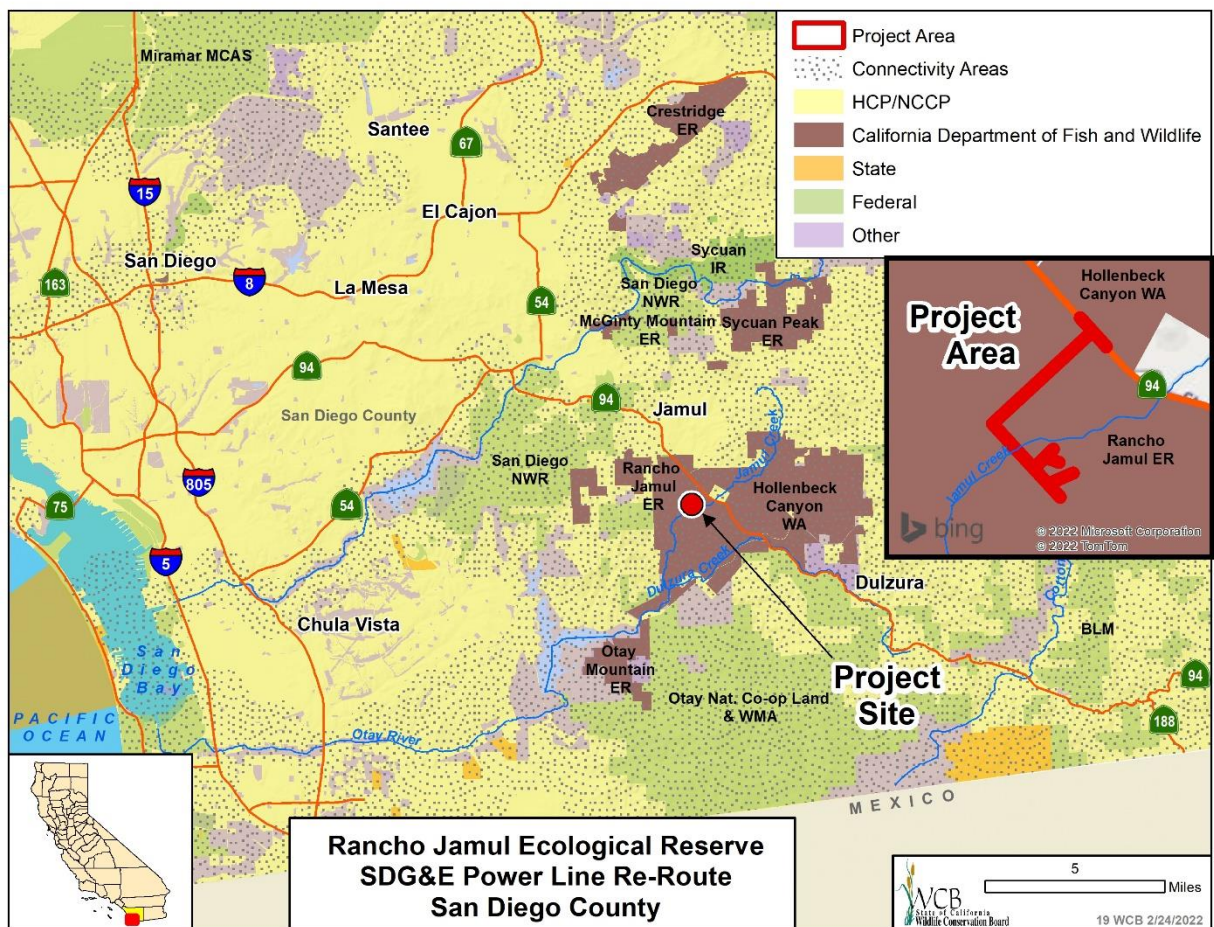 Miramar MCAS
Santee
67
Crestridge
ER
15
El Cajon
San Diego
Sycuan
IR
163
8
La Mesa
54
San Diego
NWR
McGinty Mountain
ER
Sycuan Peak
ER
94
San Diego County
94
Jamul
Jamul Creek
San Diego
NWR
Rancho
Jamul
ER
Hollenbeck
Canyon
WA
805
75
54
5
Dulzura Creek
Dulzura
Chula Vista
San
Diego
Bay
Otay
Mountain
ER
Project
Site
BLM
Otay Nat. Co-op Land
& WMA
94
188
PACIFIC
OCEAN
Otay River
MEXICO
Project Area
Connectivity Areas
HCP/NCCP
California Department of Fish and Wildlife
State
Federal
Other
Hollenbeck
Canyon WA
Project
Area
94
Rancho
Jamul ER
Jamul Creek
bing
© 2022 Microsoft Corporation
© 2022 TomTom
Rancho Jamul Ecological Reserve
SDG&E Power Line Re-Route
San Diego County
5
Miles
WCB
State of California
Wildlife Conservation Board
19 WCB 2/24/2022